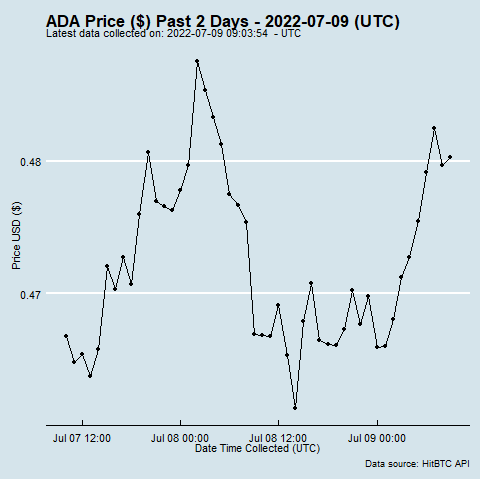 ADA Price ($) Past 2 Days - 2022-07-09 (UTC)
Latest data collected on: 2022-07-09 09:03:54 - UTC
Price USD ($)
0.48
0.47
Jul 07 12:00
Jul 08 00:00
Jul 08 12:00
Jul 09 00:00
Date Time Collected (UTC)
Data source: HitBTC API